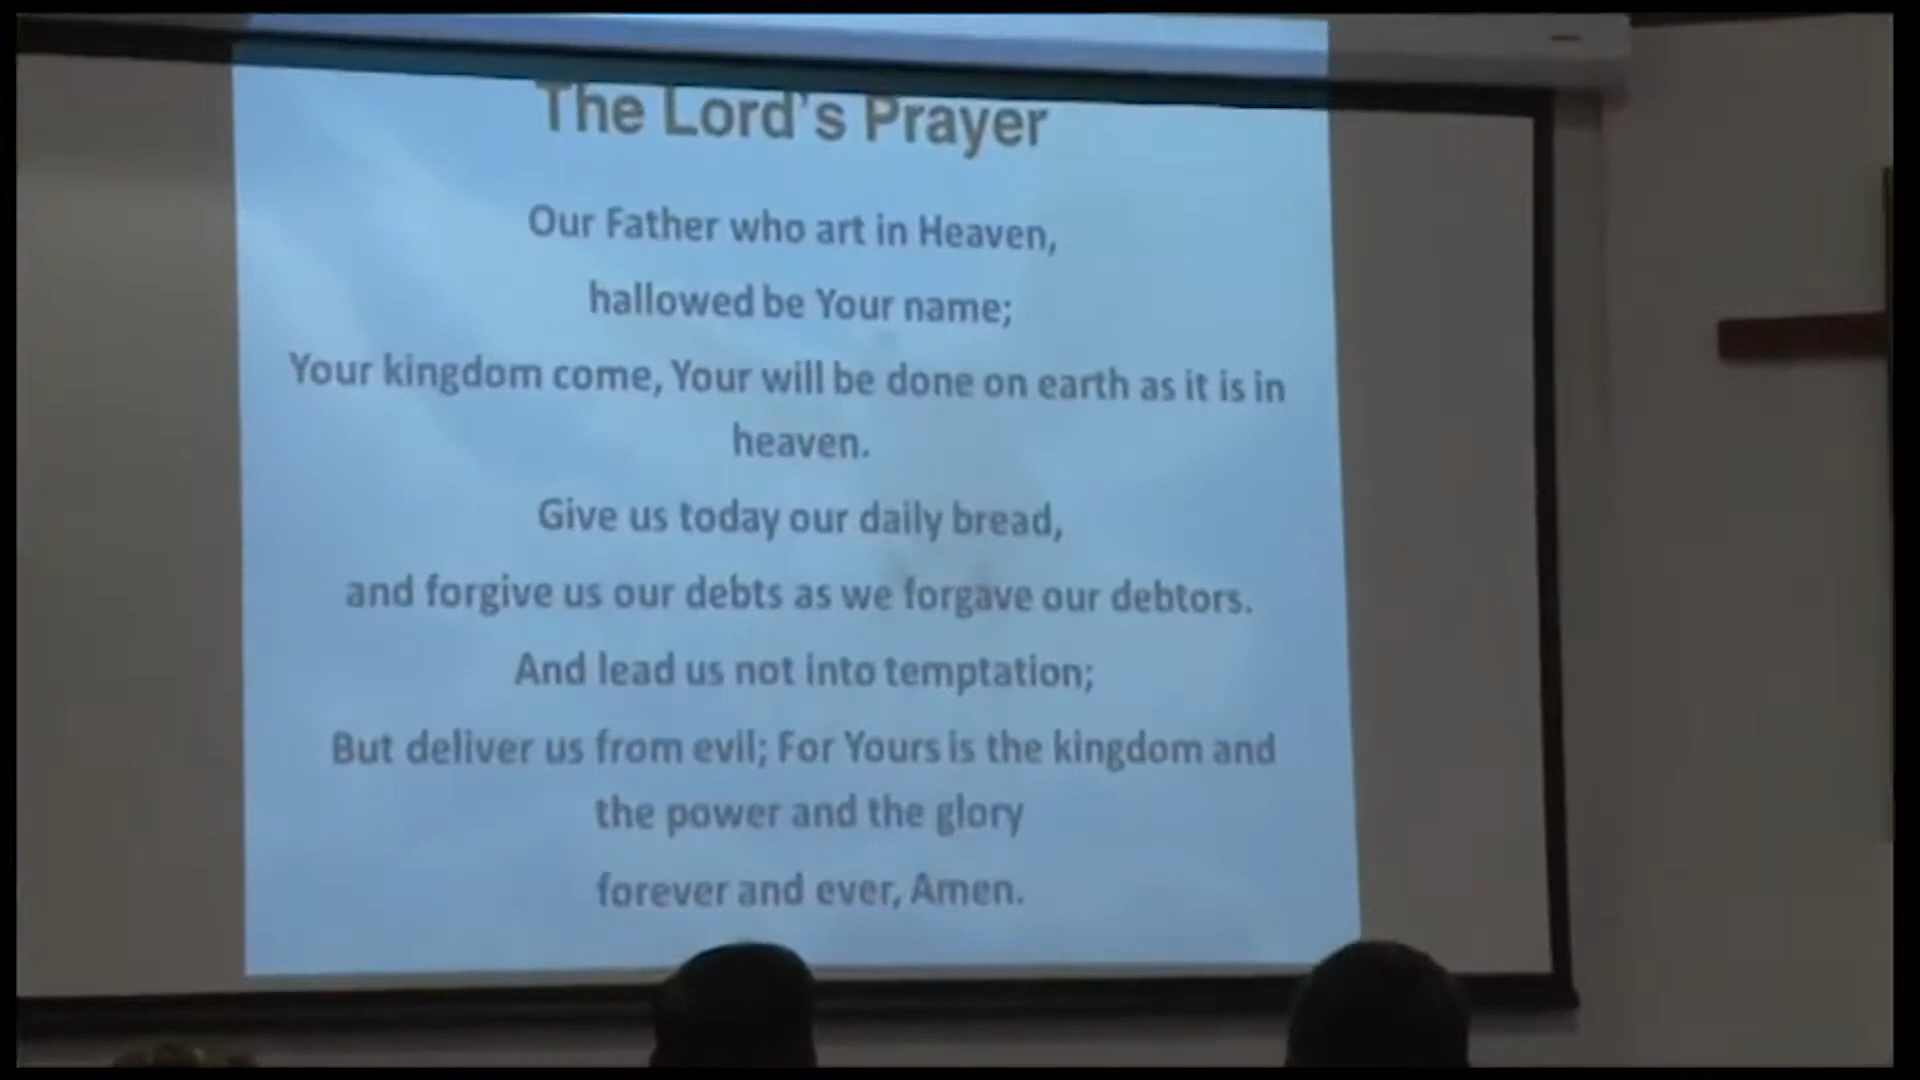 The Lord's Prayer
Our Father who art in Heaven,
hallowed be Your name;
Your kingdom come, Your will be done on earth as it is in
heaven.
Give us today our daily bread,
and forgive us our debts as we forgave our debtors.
And lead us not into temptation;
But deliver us from evil; For Yours is the kingdom and
the power and the glory
forever and ever, Amen.